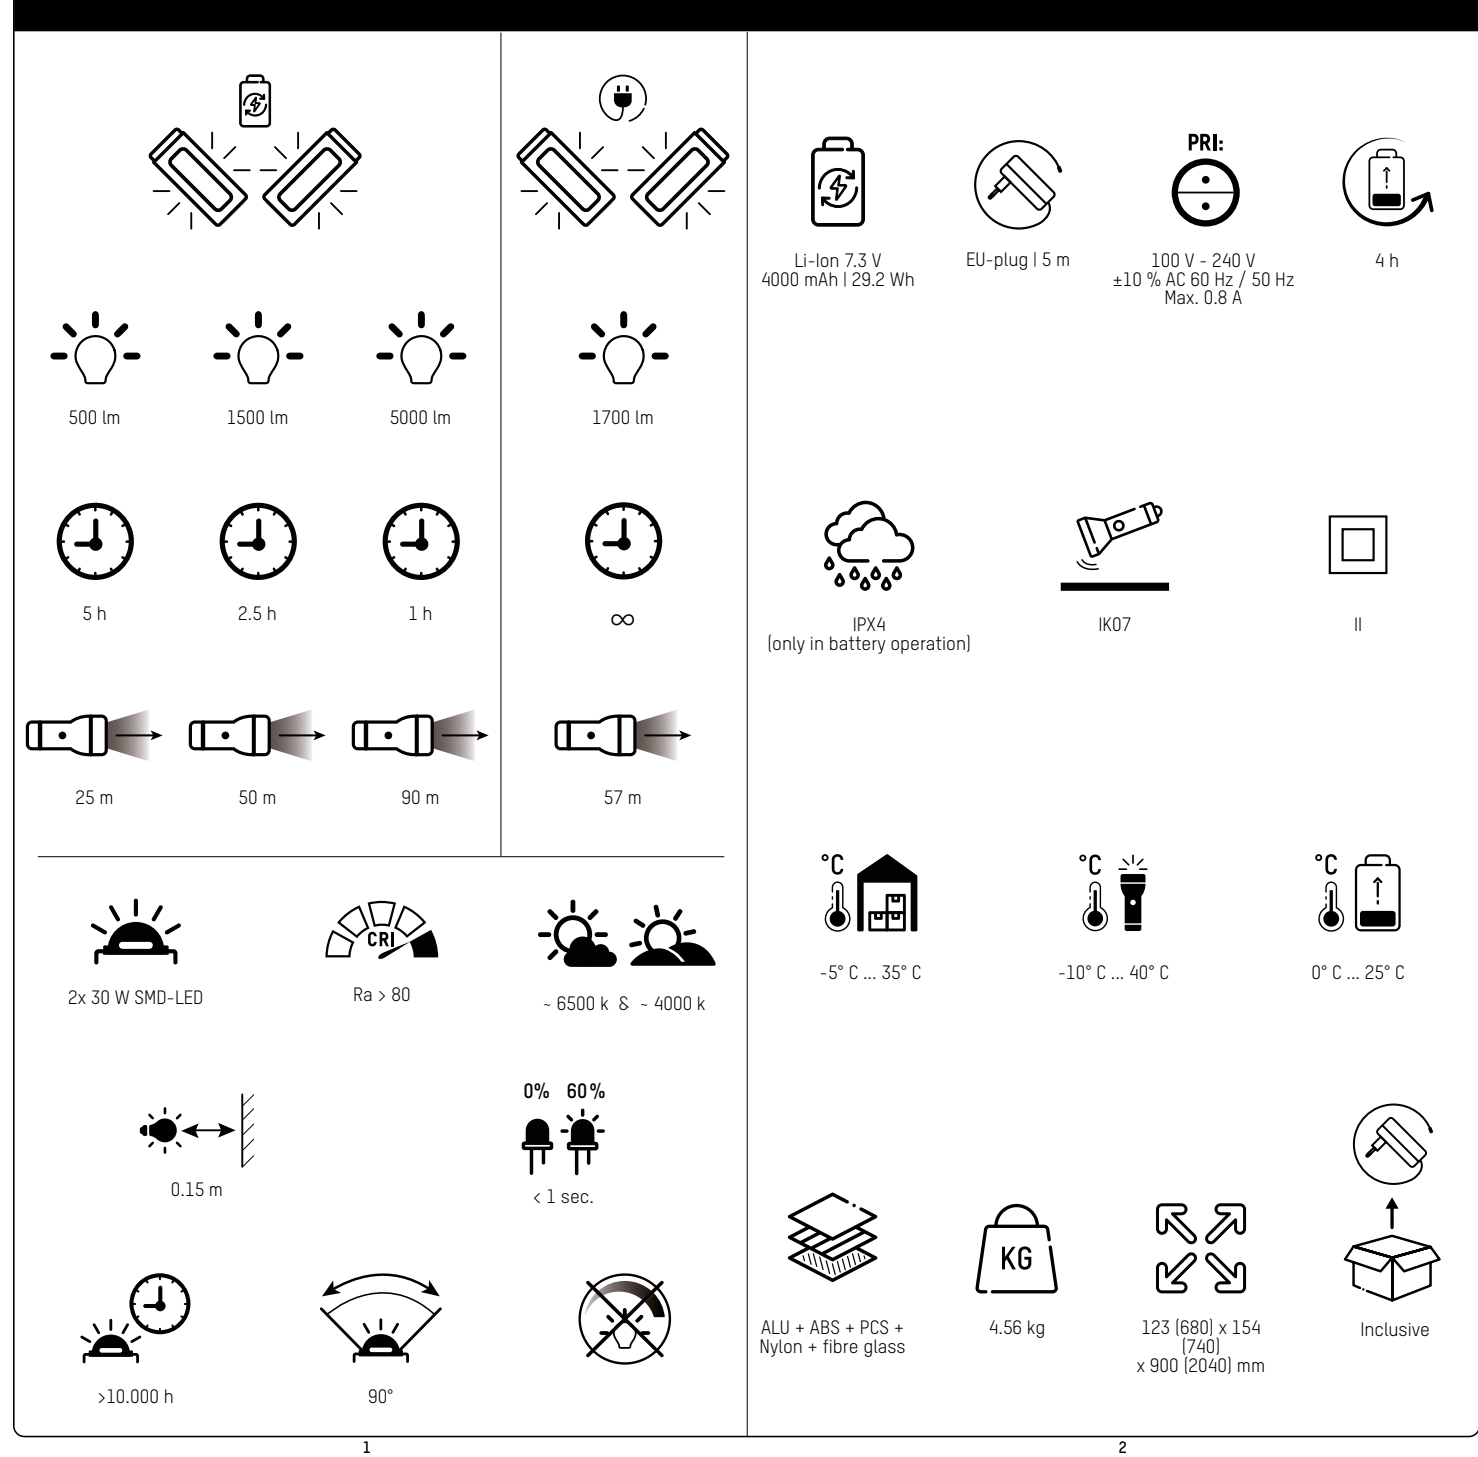 500 lm
1500 lm
5000 lm
1700 lm
5 h
2.5 h
1 h
∞
25 m
50 m
90 m
57 m
2x 30 W SMD-LED
CRI
Ra > 80
~ 6500 k & ~ 4000 k
0.15 m
0% 60%
< 1 sec.
>10.000 h
90°
1
Li-Ion 7.3 V
4000 mAh | 29.2 Wh
EU-plug | 5 m
PRI:
100 V - 240 V
±10 % AC 60 Hz / 50 Hz
Max. 0.8 A
4 h
IPX4
(only in battery operation)
IK07
II
°C
-5° C ... 35° C
°C
-10° C ... 40° C
°C
0° C ... 25° C
ALU + ABS + PCS +
Nylon + fibre glass
KG
4.56 kg
123 (680) x 154
(740)
x 900 (2040) mm
Inclusive
2